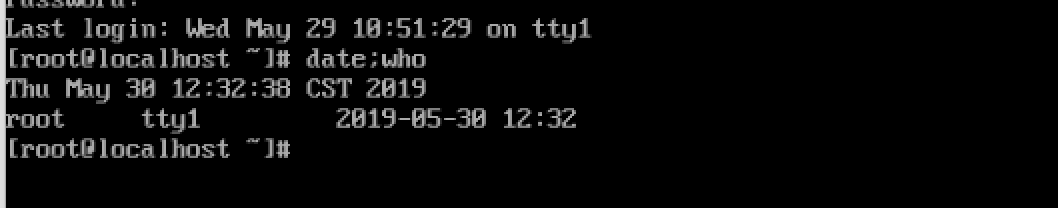 Password:
Last login: Wed May 29 10:51:29 on tty1
[root@localhost ~]# date;who
Thu May 30 12:32:38 CST 2019
root     tty1         2019-05-30 12:32
[root@localhost ~]#